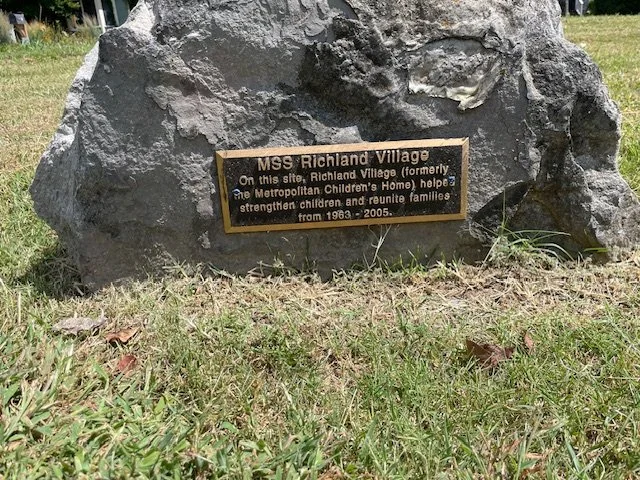 MSS Richland Village
On this site, Richland Village (formerly
the Metropolitan Children's Home) helped
strengthen children and reunite families
from 1963 - 2005.